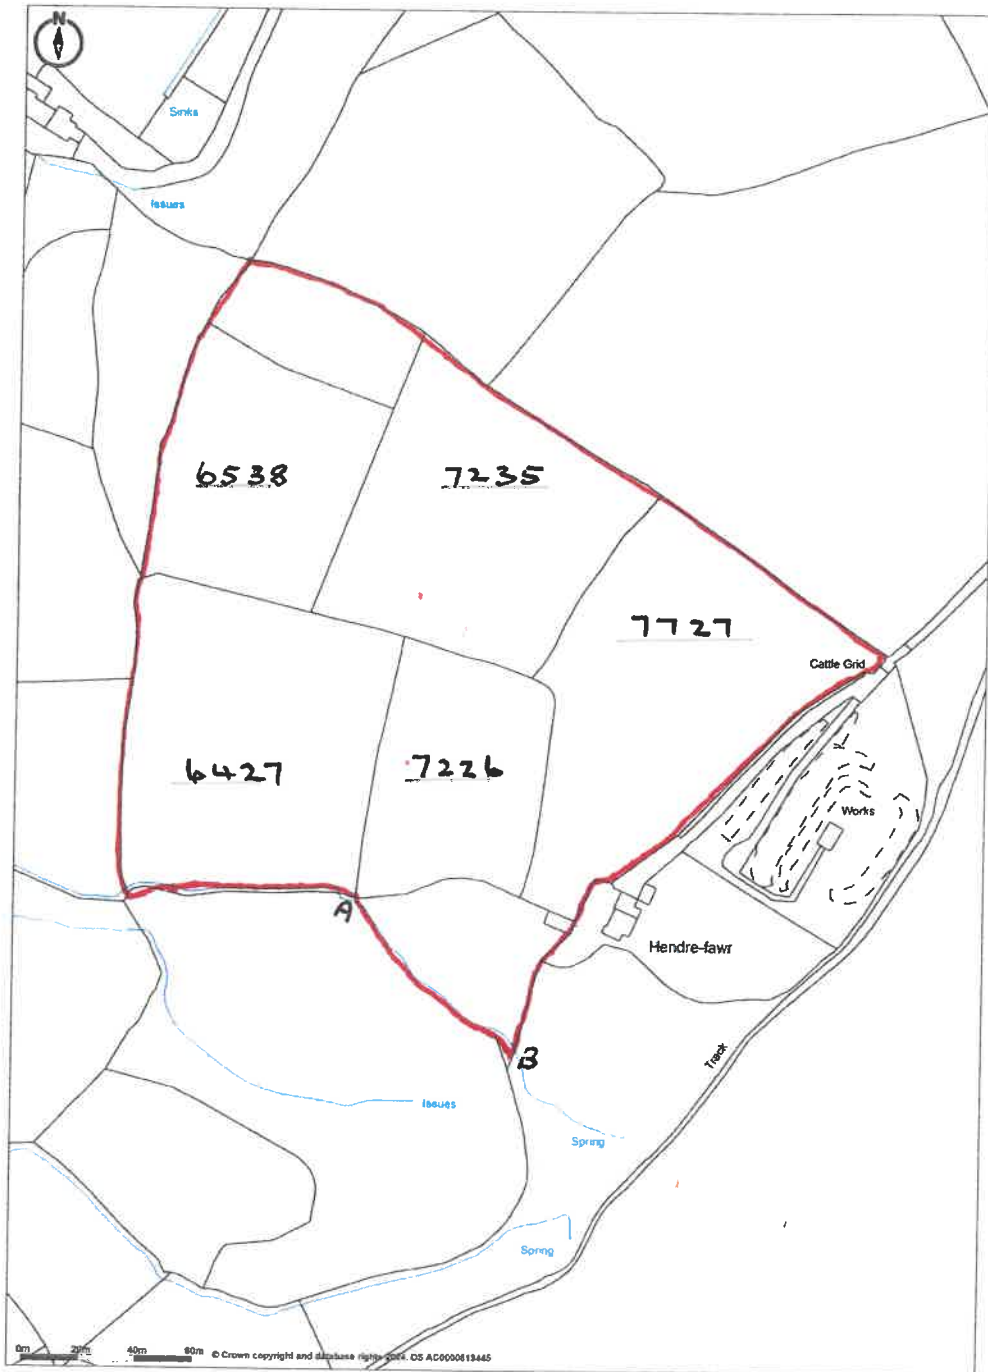 N
Sinks
Issues
6538
7235
7727
Cattle Grid
6427
7226
Works
A
Hendre-fawr
B
Track
Issues
Spring
Spring
0m 20m 40m 60m © Crown copyright and database rights OS AC0000813445